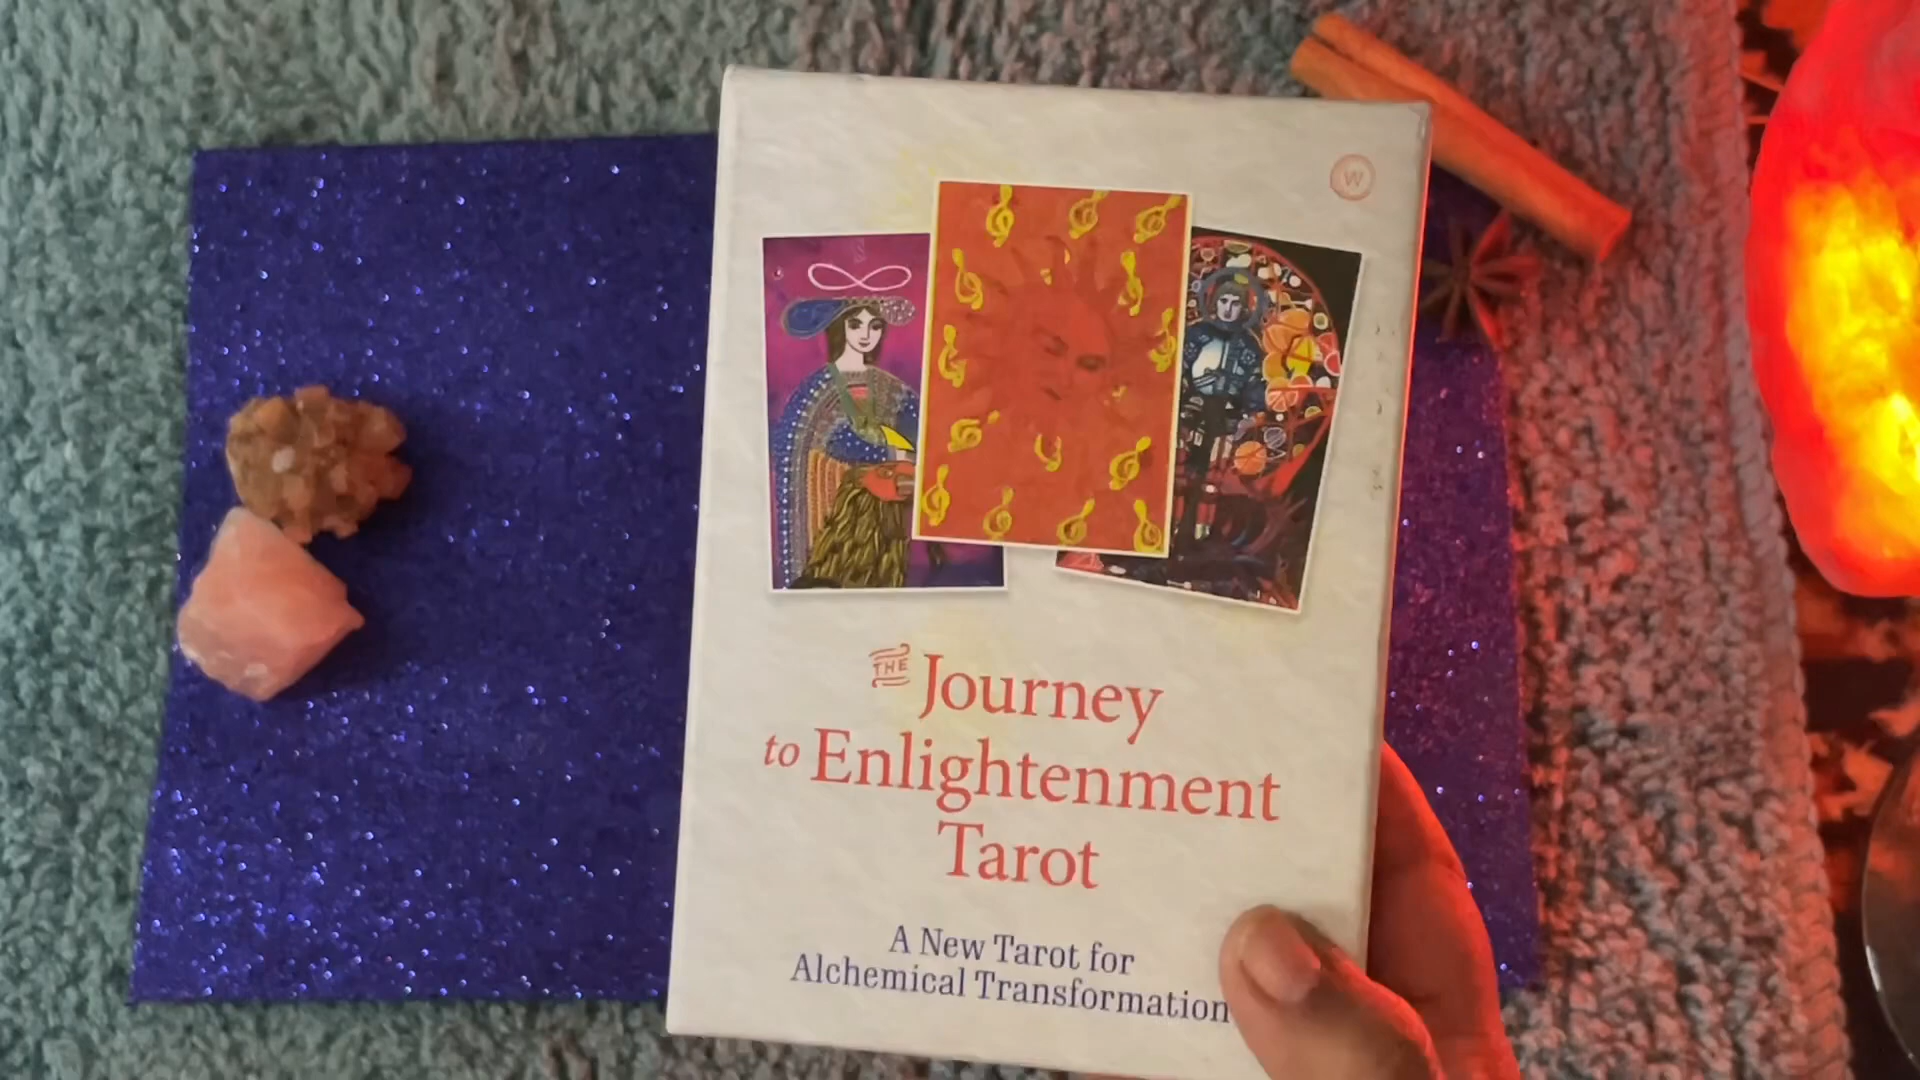 W
THE
Journey
to Enlightenment
Tarot
A New Tarot for
Alchemical Transformation